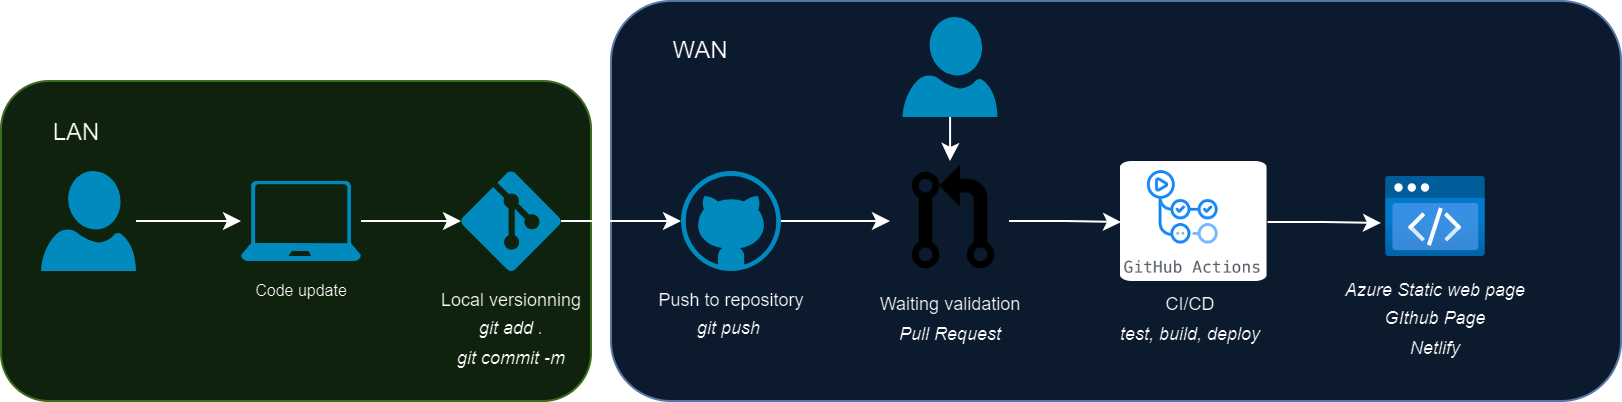 WAN
LAN
Code update
Local versionning
git add .
git commit -m
Push to repository
git push
Waiting validation
Pull Request
GitHub Actions
CI/CD
test, build, deploy
Azure Static web page
GIthub Page
Netlify